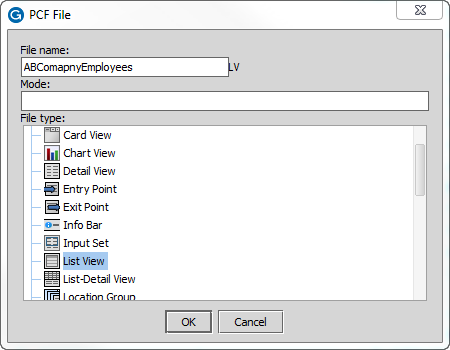 PCF File
File name:
ABComapnyEmployees LV
Mode:
File type:
Card View
Chart View
Detail View
Entry Point
Exit Point
Info Bar
Input Set
List View
List-Detail View
Location Group
OK Cancel